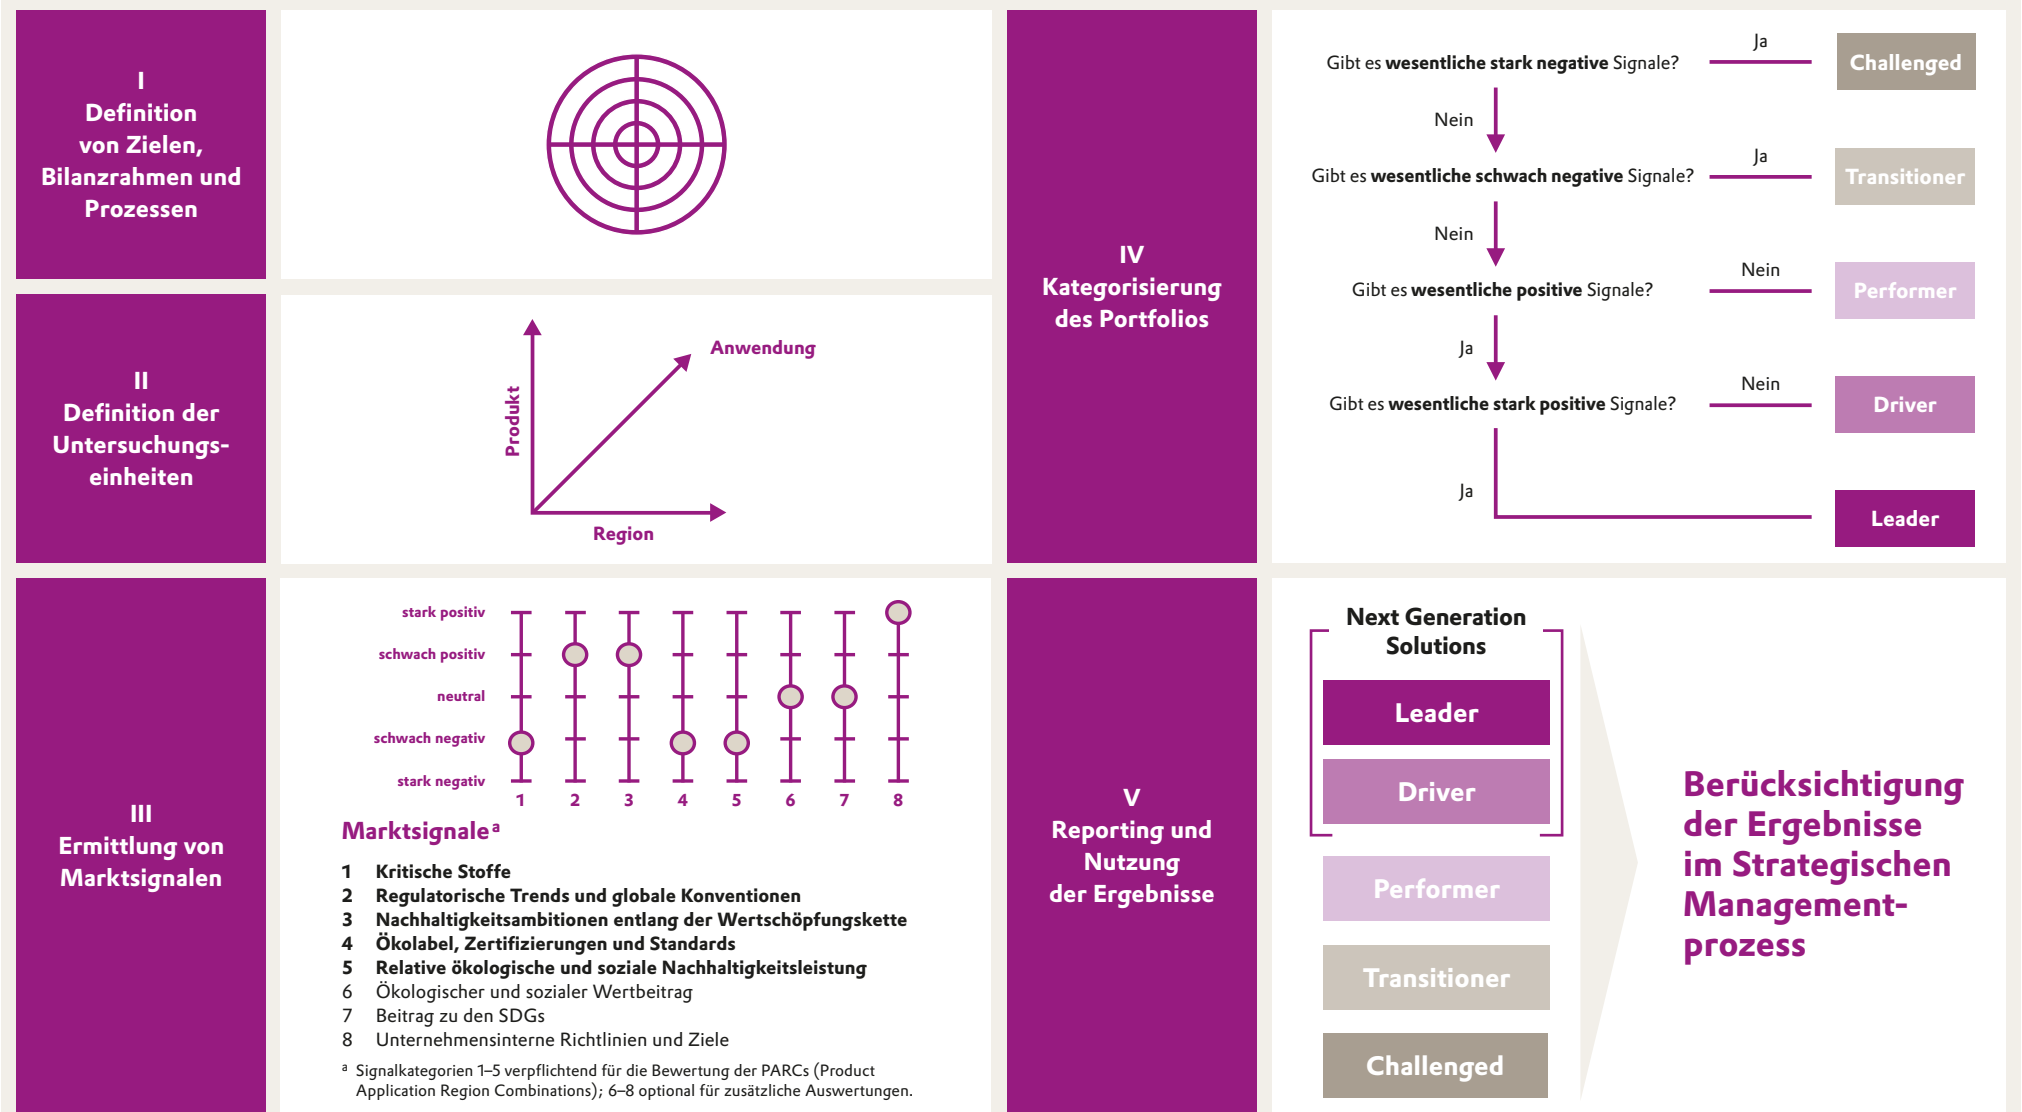 I
Definition
von Zielen,
Bilanzrahmen und
Prozessen
II
Definition der
Untersuchungs-
einheiten
Produkt
Anwendung
Region
III
Ermittlung von
Marktsignalen
stark positiv
schwach positiv
neutral
schwach negativ
stark negativ
1 2 3 4 5 6 7 8
Marktsignale a
1 Kritische Stoffe
2 Regulatorische Trends und globale Konventionen
3 Nachhaltigkeitsambitionen entlang der Wertschöpfungskette
4 Ökolabel, Zertifizierungen und Standards
5 Relative ökologische und soziale Nachhaltigkeitsleistung
6 Ökologischer und sozialer Wertbeitrag
7 Beitrag zu den SDGs
8 Unternehmensinterne Richtlinien und Ziele
a Signalkategorien 1–5 verpflichtend für die Bewertung der PARCs (Product
Application Region Combinations); 6–8 optional für zusätzliche Auswertungen.
IV
Kategorisierung
des Portfolios
Gibt es wesentliche stark negative Signale?
Ja
Challenged
Nein
Gibt es wesentliche schwach negative Signale?
Ja
Transitioner
Nein
Gibt es wesentliche positive Signale?
Nein
Performer
Ja
Gibt es wesentliche stark positive Signale?
Nein
Driver
Ja
Leader
V
Reporting und
Nutzung
der Ergebnisse
Next Generation
Solutions
Leader
Driver
Performer
Transitioner
Challenged
Berücksichtigung
der Ergebnisse
im Strategischen
Management-
prozess